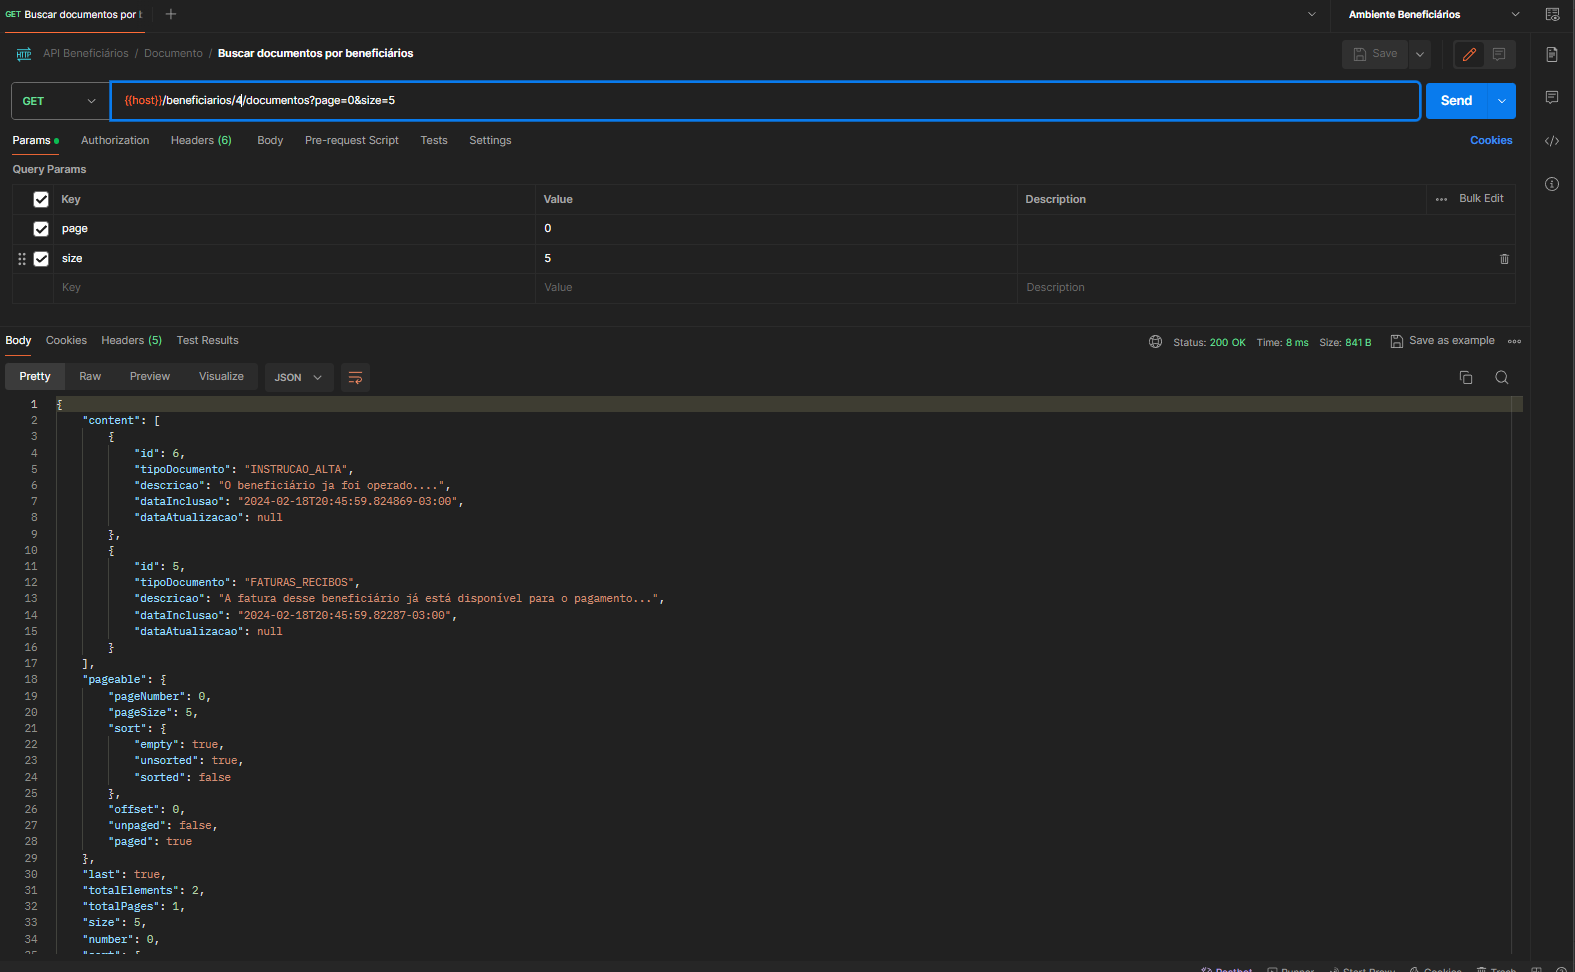 GET Buscar documentos por b
Ambiente Beneficiários
HTTP API Beneficiários / Documento / Buscar documentos por beneficiários
Save
GET {{host}}/beneficiarios/4/documentos?page=0&size=5 Send
Params Authorization Headers (6) Body Pre-request Script Tests Settings Cookies
Query Params
Key Value Description Bulk Edit
page 0
size 5
Key Value Description
Body Cookies Headers (5) Test Results Status: 200 OK Time: 8 ms Size: 841 B Save as example
Pretty Raw Preview Visualize JSON
1 {
2 "content": [
3 {
4 "id": 6,
5 "tipoDocumento": "INSTRUCAO_ALTA",
6 "descricao": "O beneficiário ja foi operado....",
7 "dataInclusao": "2024-02-18T20:45:59.824869-03:00",
8 "dataAtualizacao": null
9 },
10 {
11 "id": 5,
12 "tipoDocumento": "FATURAS_RECIBOS",
13 "descricao": "A fatura desse beneficiário já está disponível para o pagamento...",
14 "dataInclusao": "2024-02-18T20:45:59.82287-03:00",
15 "dataAtualizacao": null
16 }
17 ],
18 "pageable": {
19 "pageNumber": 0,
20 "pageSize": 5,
21 "sort": {
22 "empty": true,
23 "unsorted": true,
24 "sorted": false
25 },
26 "offset": 0,
27 "unpaged": false,
28 "paged": true
29 },
30 "last": true,
31 "totalElements": 2,
32 "totalPages": 1,
33 "size": 5,
34 "number": 0,
35 "sort": {
Postbot Runner Start Proxy Cookies Trash